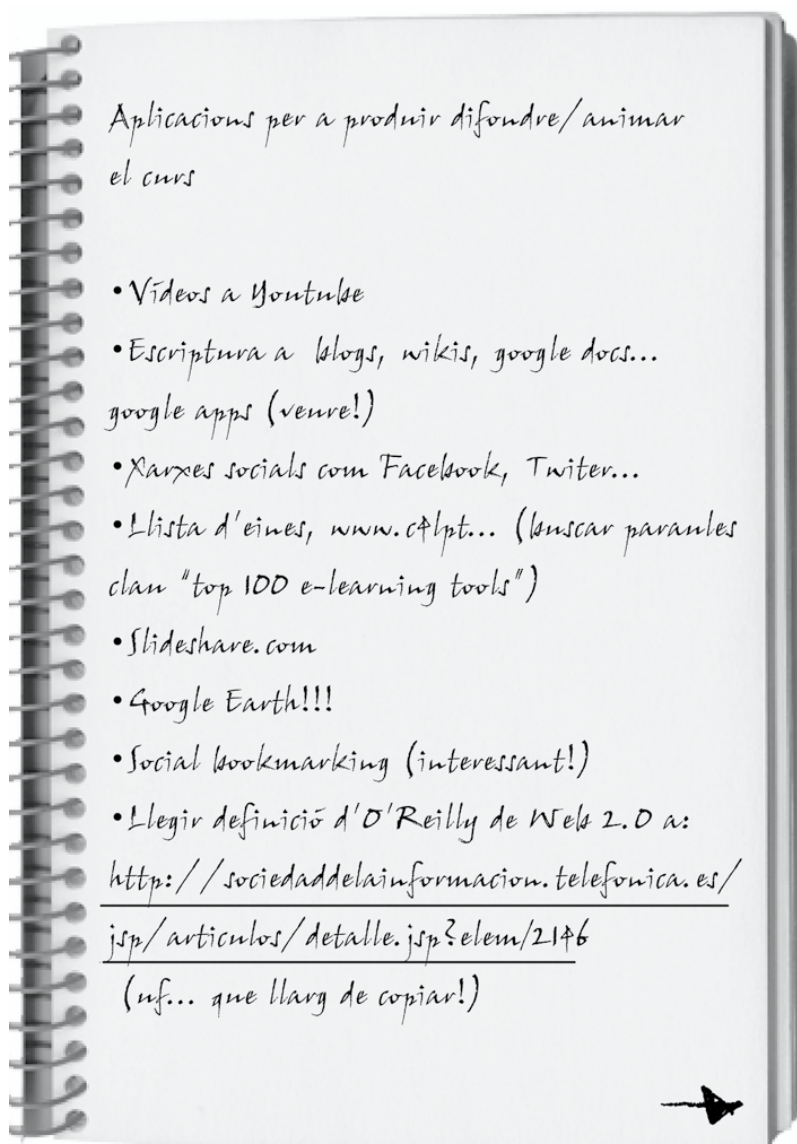 Aplicacions per a produir difondre/animar
el curs
•Vídeos a Youtube
•Escriptura a blogs, wikis, google docs...
google apps (veure!)
•Xarxes socials com Facebook, Twiter...
•Llista d'eines, www.c4lpt... (buscar paraules
clau "top 100 e-learning tools")
•Slideshare.com
•Google Earth!!!
•Social bookmarking (interessant!)
•Llegir definició d'O'Reilly de Web 2.0 a:
http://sociedaddelainformacion.telefonica.es/
jsp/articulos/detalle.jsp?elem/2146
(uf... que llarg de copiar!)